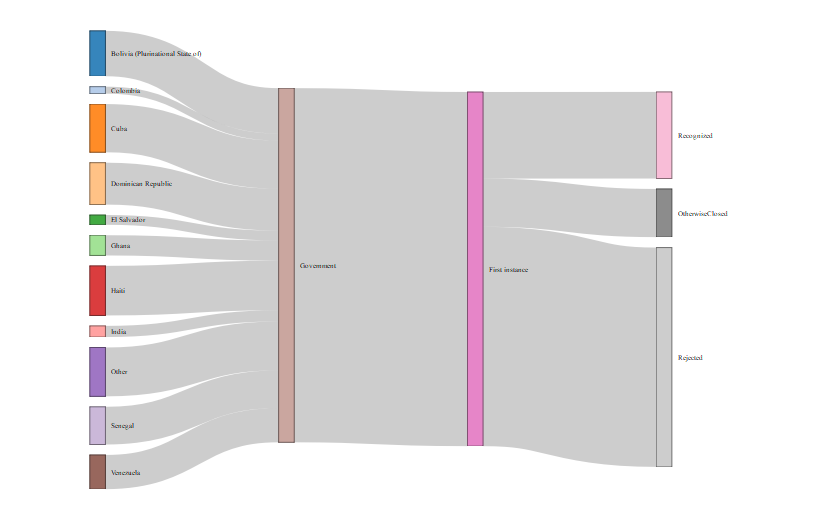 Bolivia (Plurinational State of)
Colombia
Cuba
Dominican Republic
El Salvador
Ghana
Haiti
India
Other
Senegal
Venezuela
Government
First instance
Recognized
OtherwiseClosed
Rejected